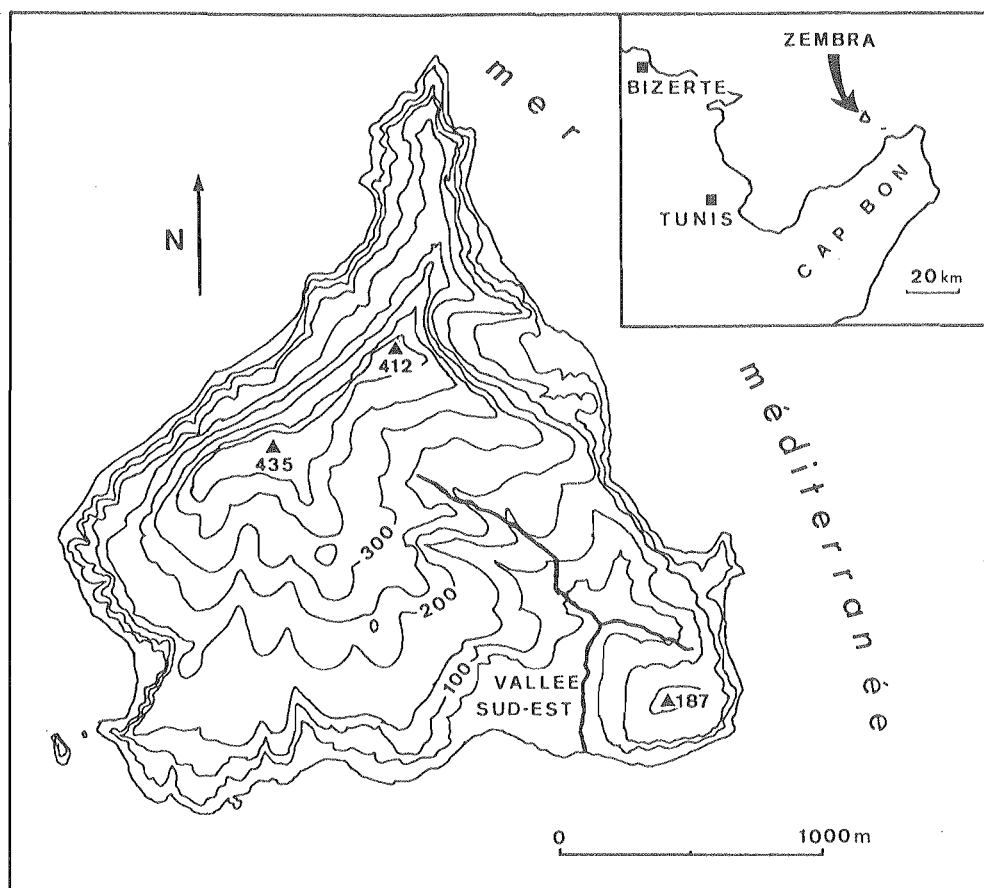 mer
ZEMBRA
BIZERTE
TUNIS
CAP BON
20 km
N
412
435
300
200
100
VALLEE
SUD-EST
187
méditerranée
0 1000 m